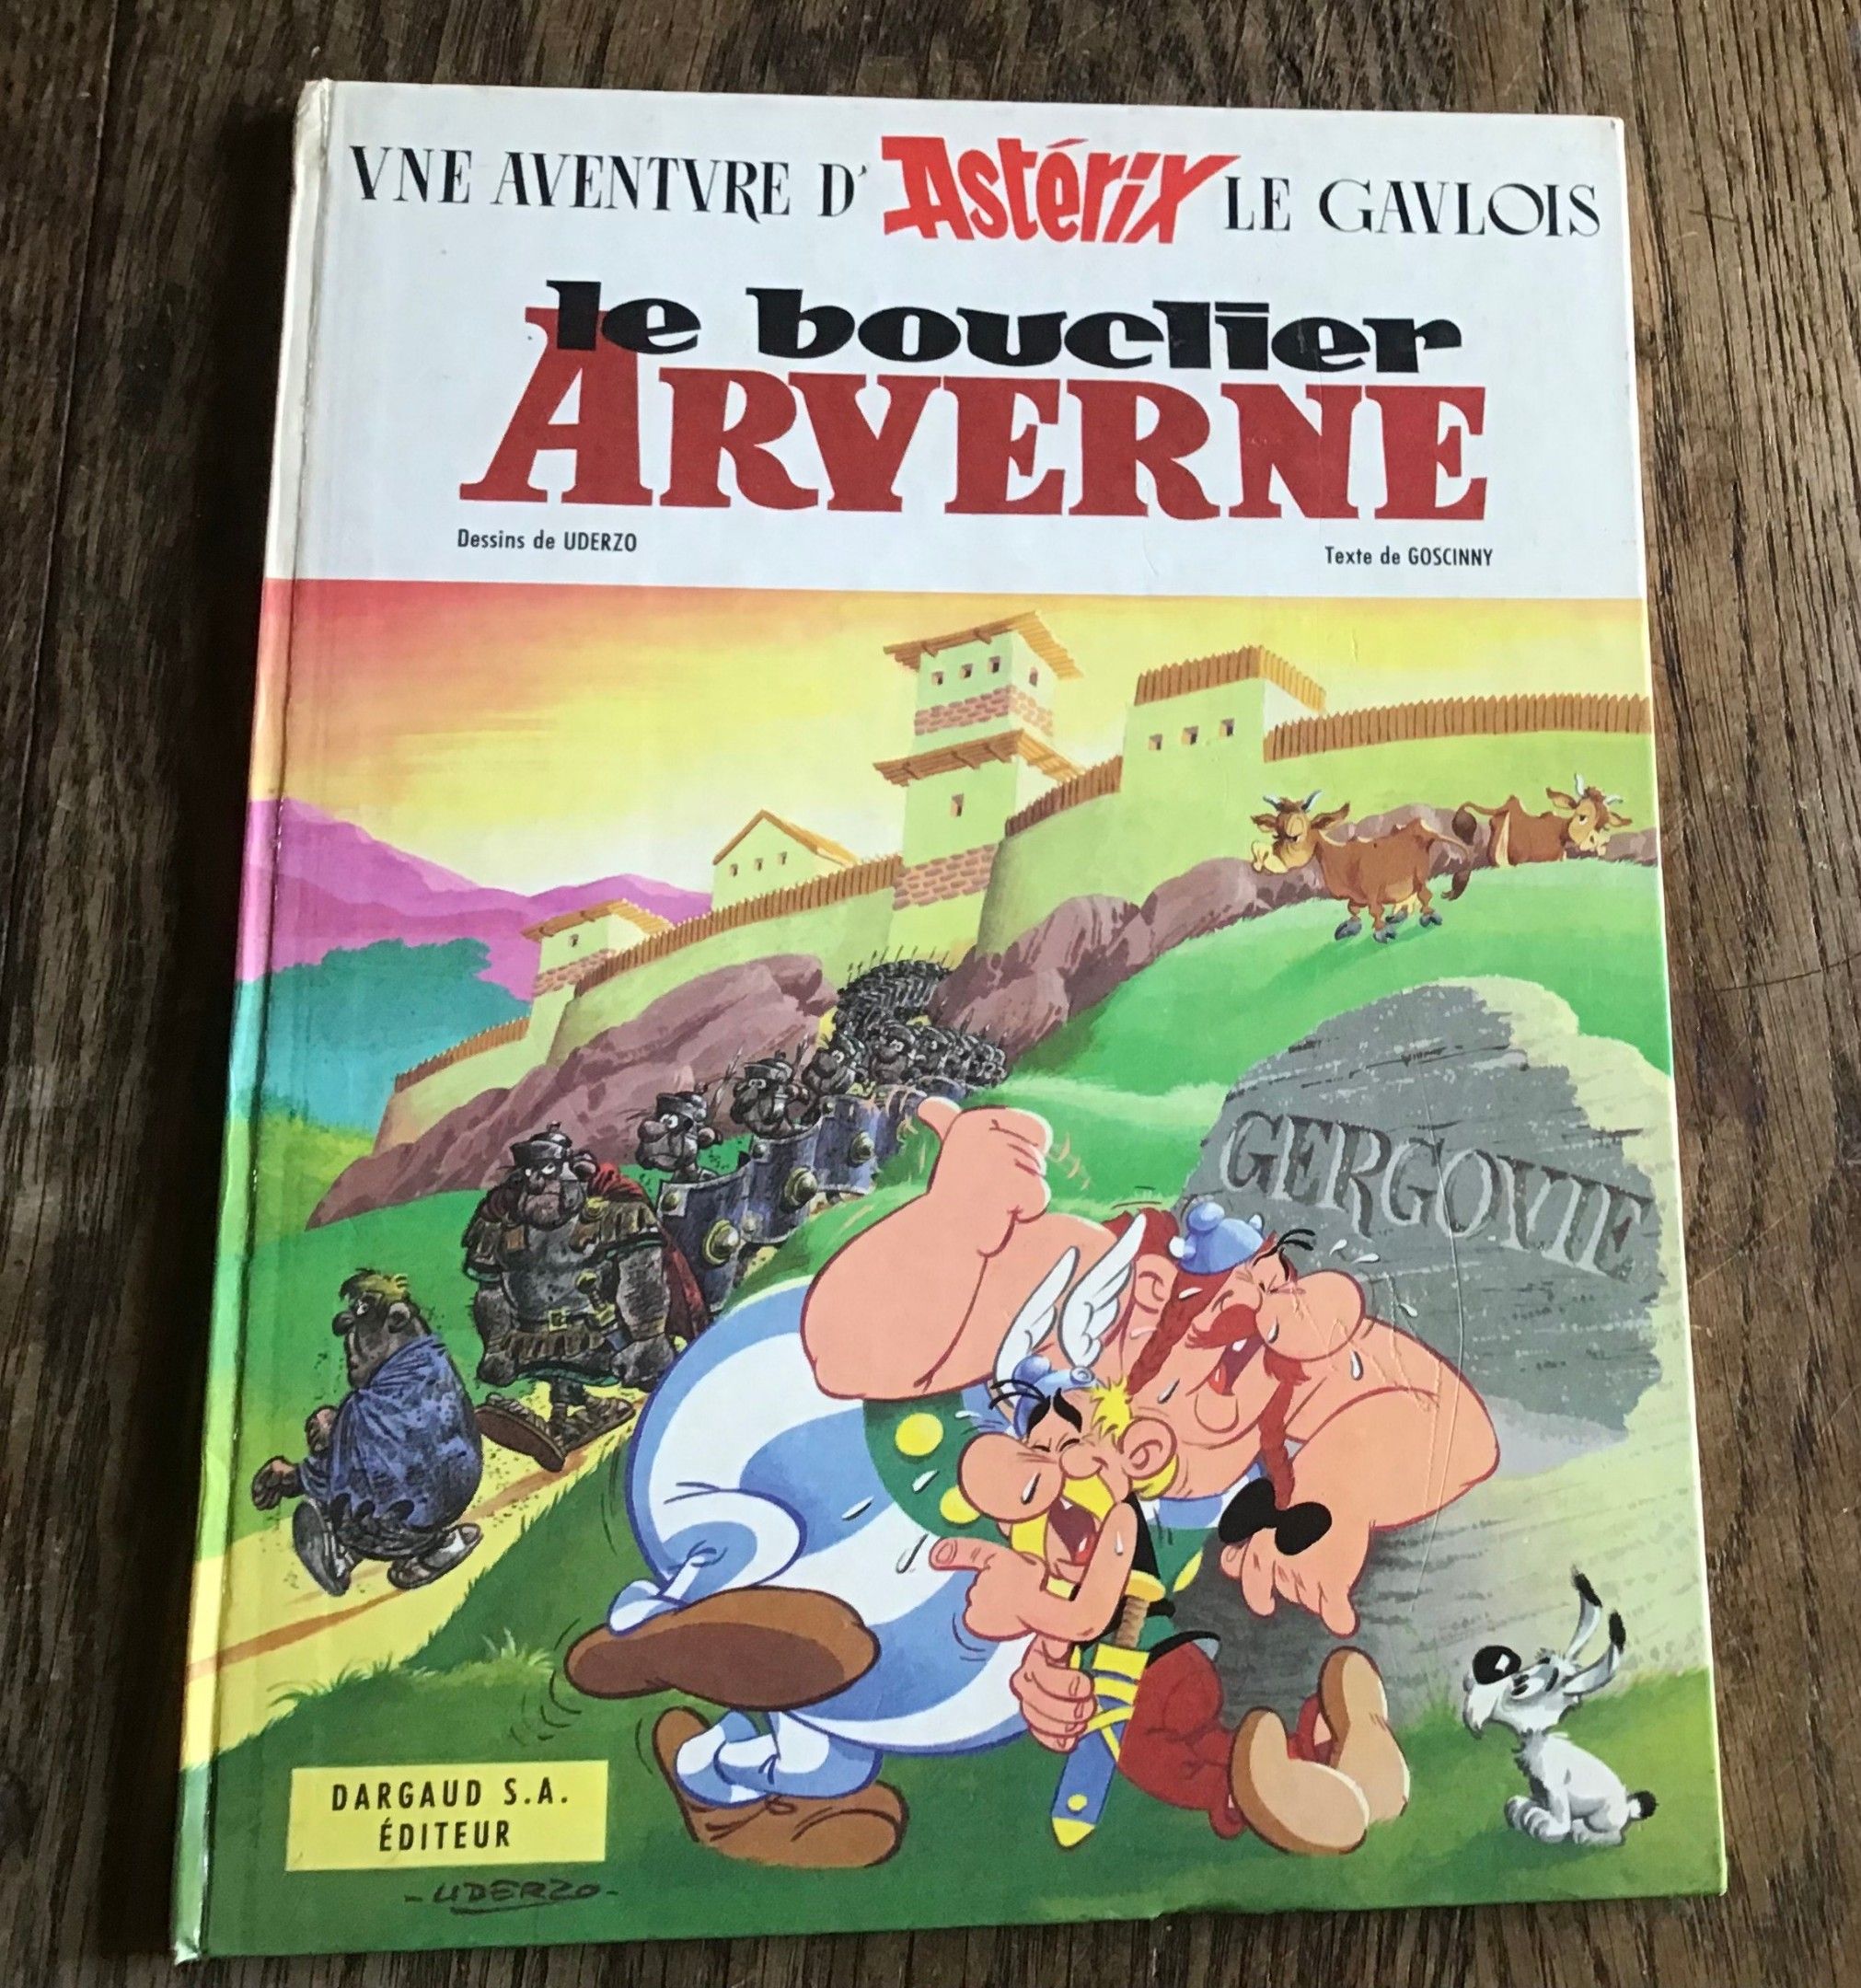 VNE AVENTVRE D' Astérix LE GAVLOIS
le bouclier
ARVERNE
Dessins de UDERZO
Texte de GOSCINNY
GERGOVIE
DARGAUD S.A.
ÉDITEUR
-UDERZO-